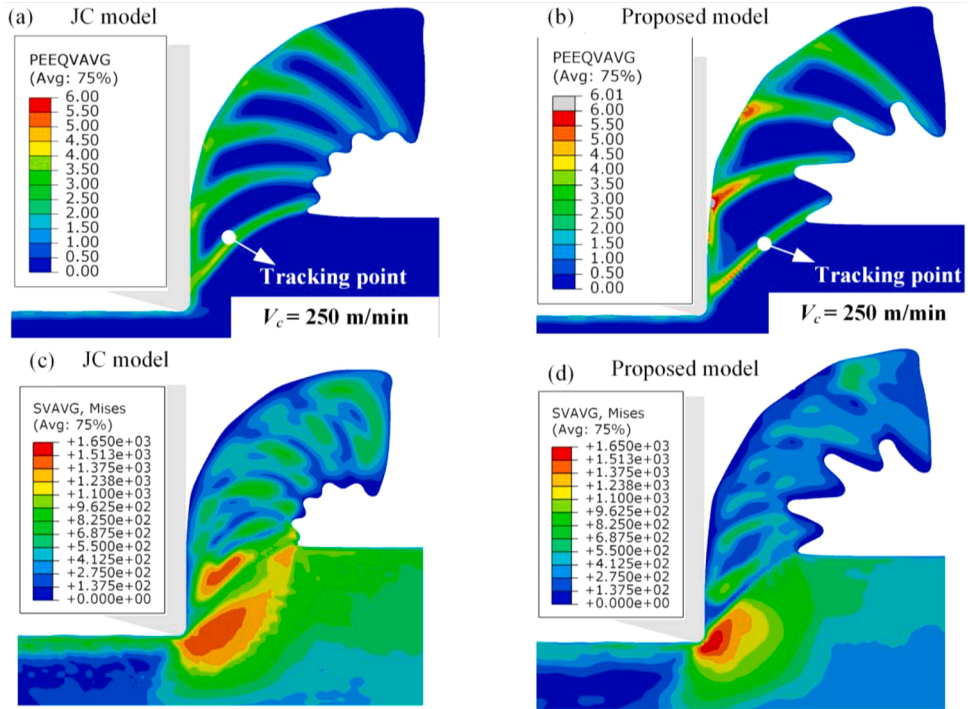 (a) JC model
PEEQVAVG
(Avg: 75%)
6.00
5.50
5.00
4.50
4.00
3.50
3.00
2.50
2.00
1.50
1.00
0.50
0.00
Tracking point
Vc = 250 m/min
(b) Proposed model
PEEQVAVG
(Avg: 75%)
6.01
6.00
5.50
5.00
4.50
4.00
3.50
3.00
2.50
2.00
1.50
1.00
0.50
0.00
Tracking point
Vc = 250 m/min
(c) JC model
SVAVG, Mises
(Avg: 75%)
+1.650e+03
+1.513e+03
+1.375e+03
+1.238e+03
+1.100e+03
+9.625e+02
+8.250e+02
+6.875e+02
+5.500e+02
+4.125e+02
+2.750e+02
+1.375e+02
+0.000e+00
(d) Proposed model
SVAVG, Mises
(Avg: 75%)
+1.650e+03
+1.513e+03
+1.375e+03
+1.238e+03
+1.100e+03
+9.625e+02
+8.250e+02
+6.875e+02
+5.500e+02
+4.125e+02
+2.750e+02
+1.375e+02
+0.000e+00